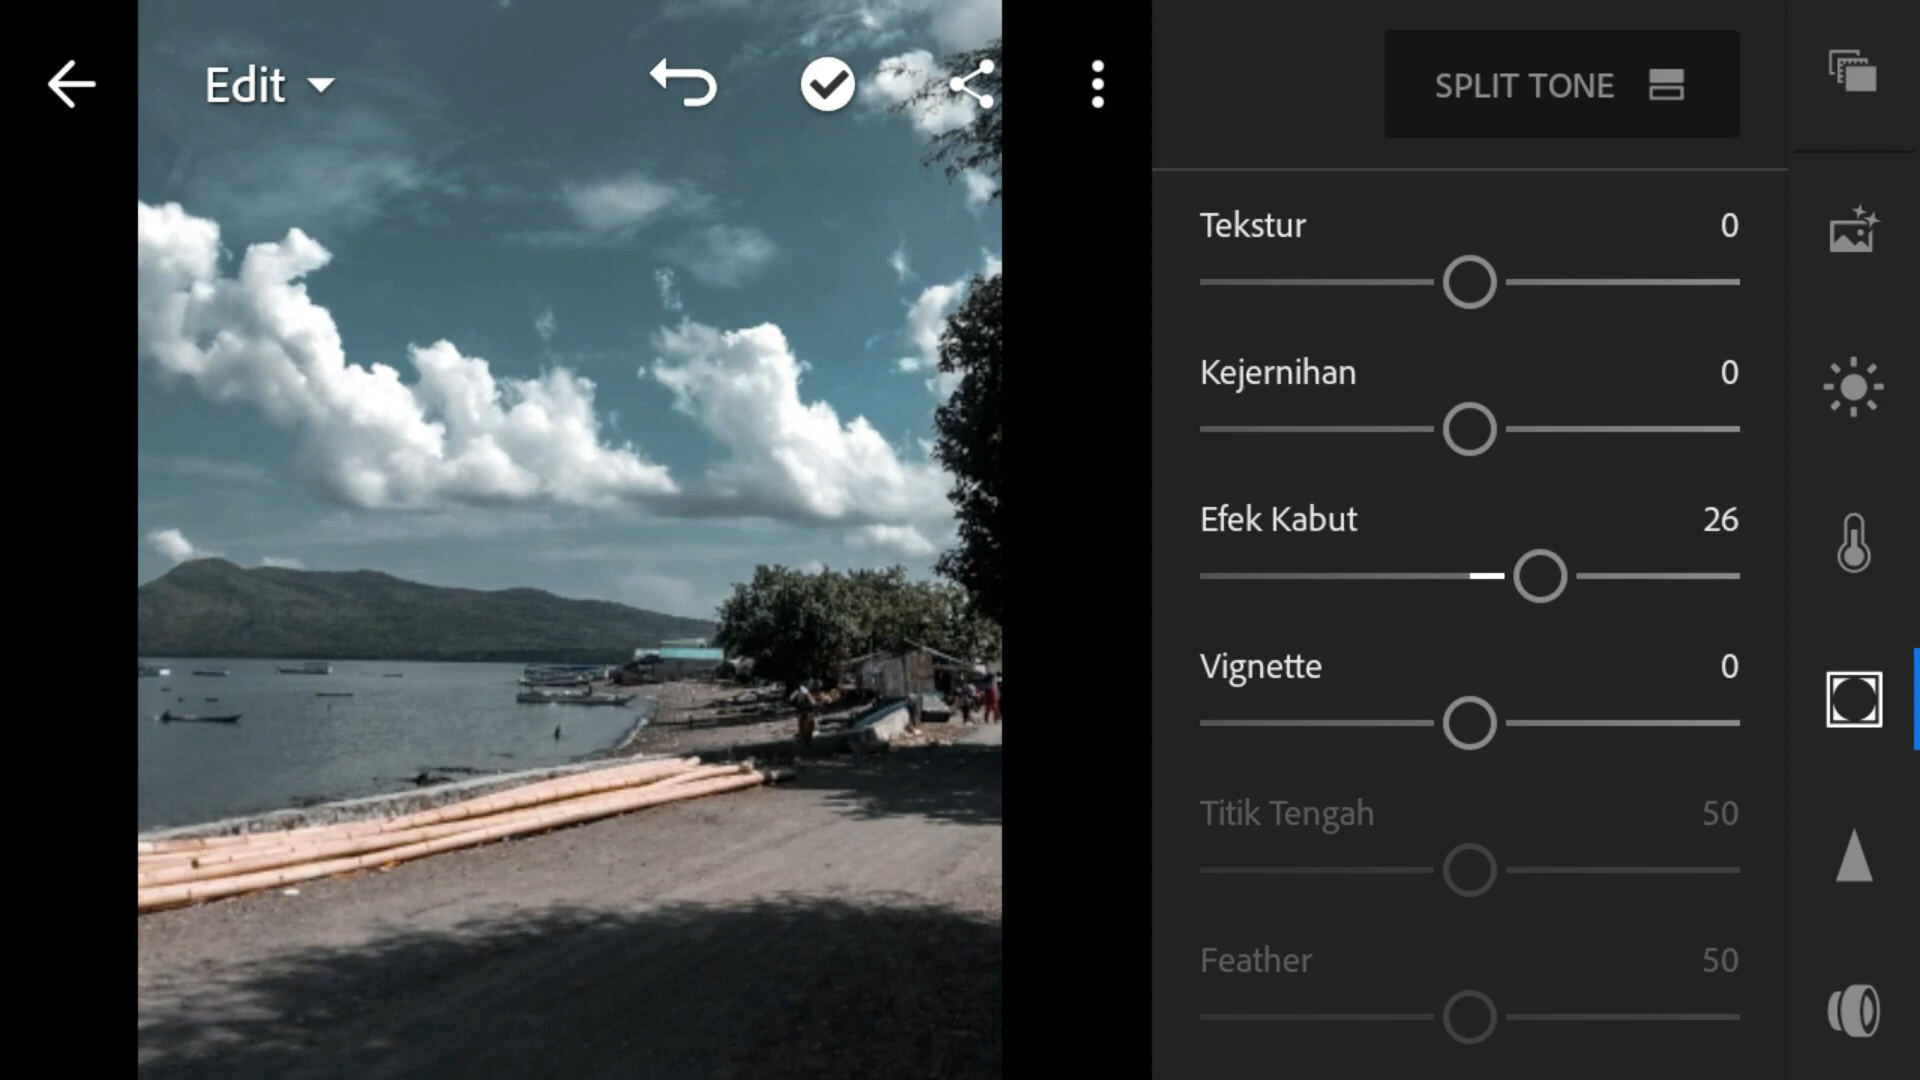 Edit
SPLIT TONE
Tekstur 0
Kejernihan 0
Efek Kabut 26
Vignette 0
Titik Tengah 50
Feather 50